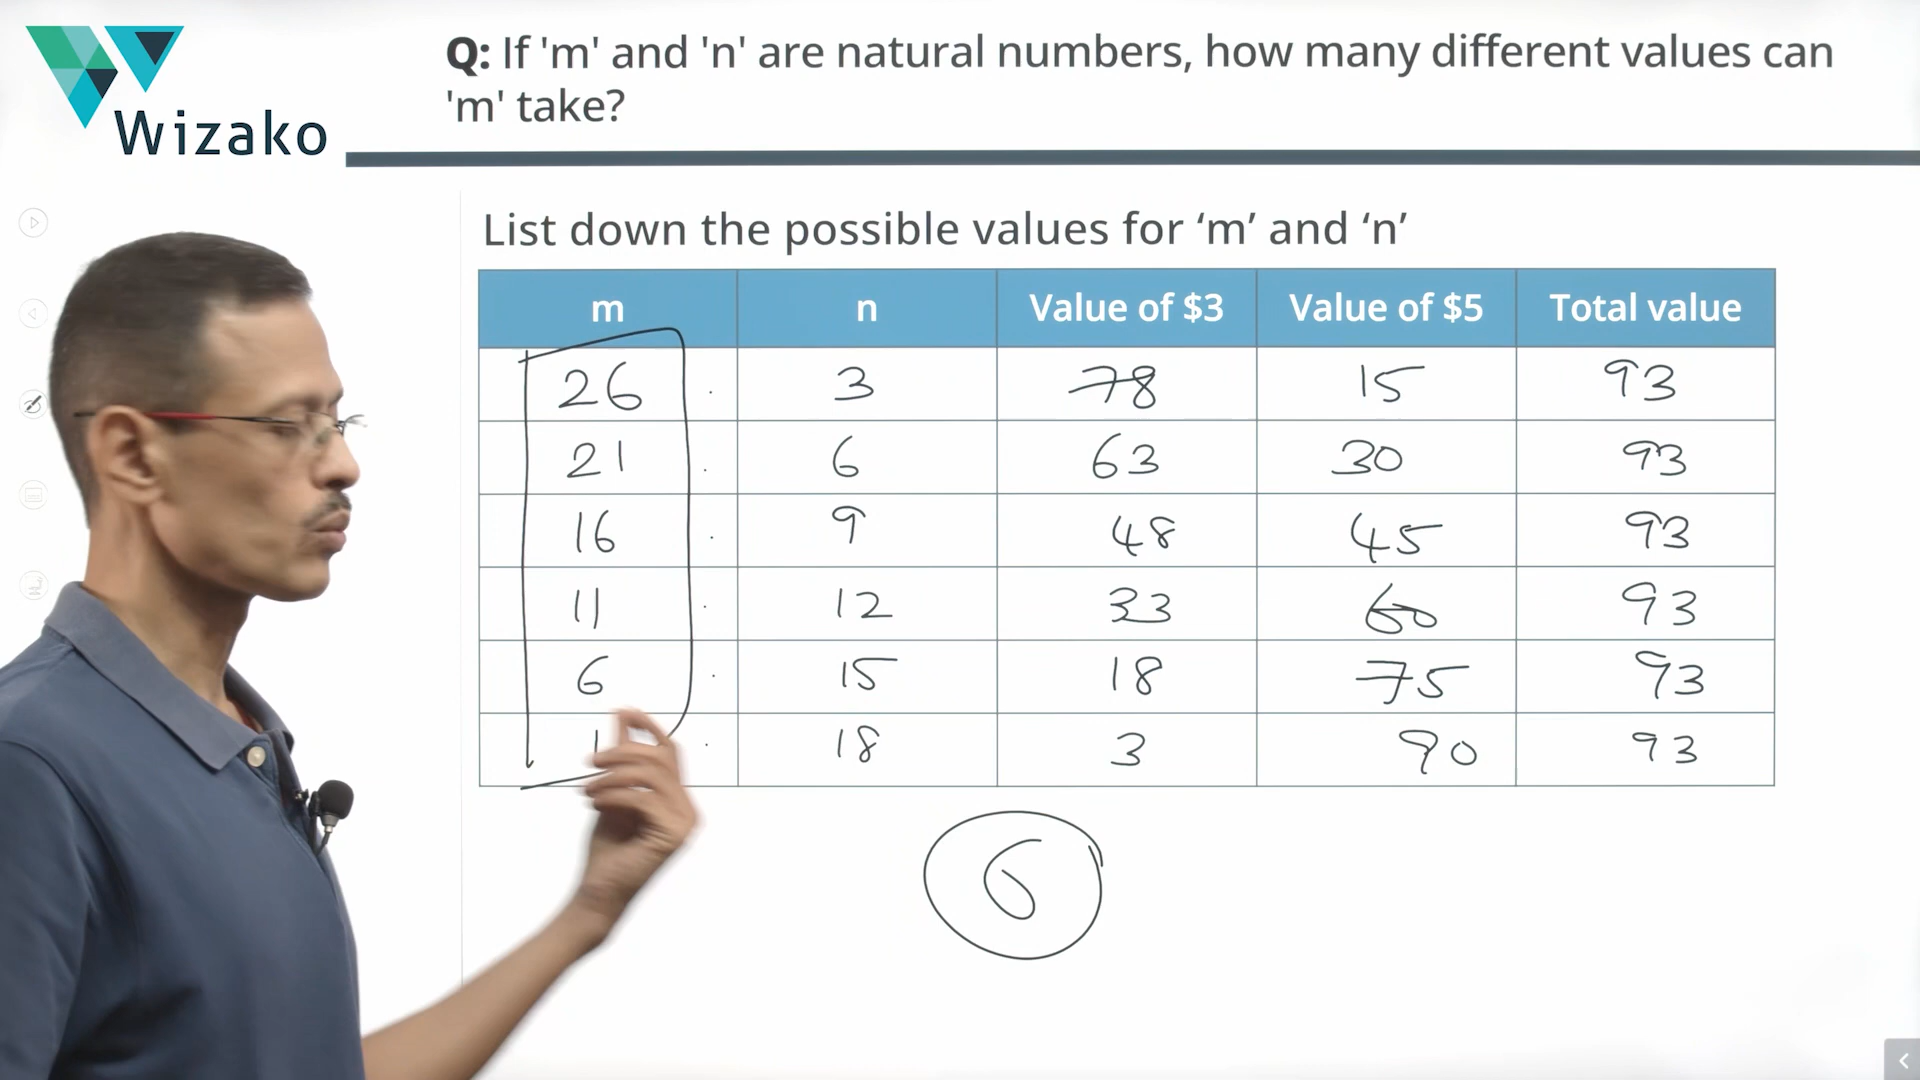 Wizako
Q: If 'm' and 'n' are natural numbers, how many different values can
'm' take?
List down the possible values for ‘m’ and ‘n’
m n Value of $3 Value of $5 Total value
26 3 78 15 93
21 6 63 30 93
16 9 48 45 93
11 12 33 60 93
6 15 18 75 93
1 18 3 90 93
6